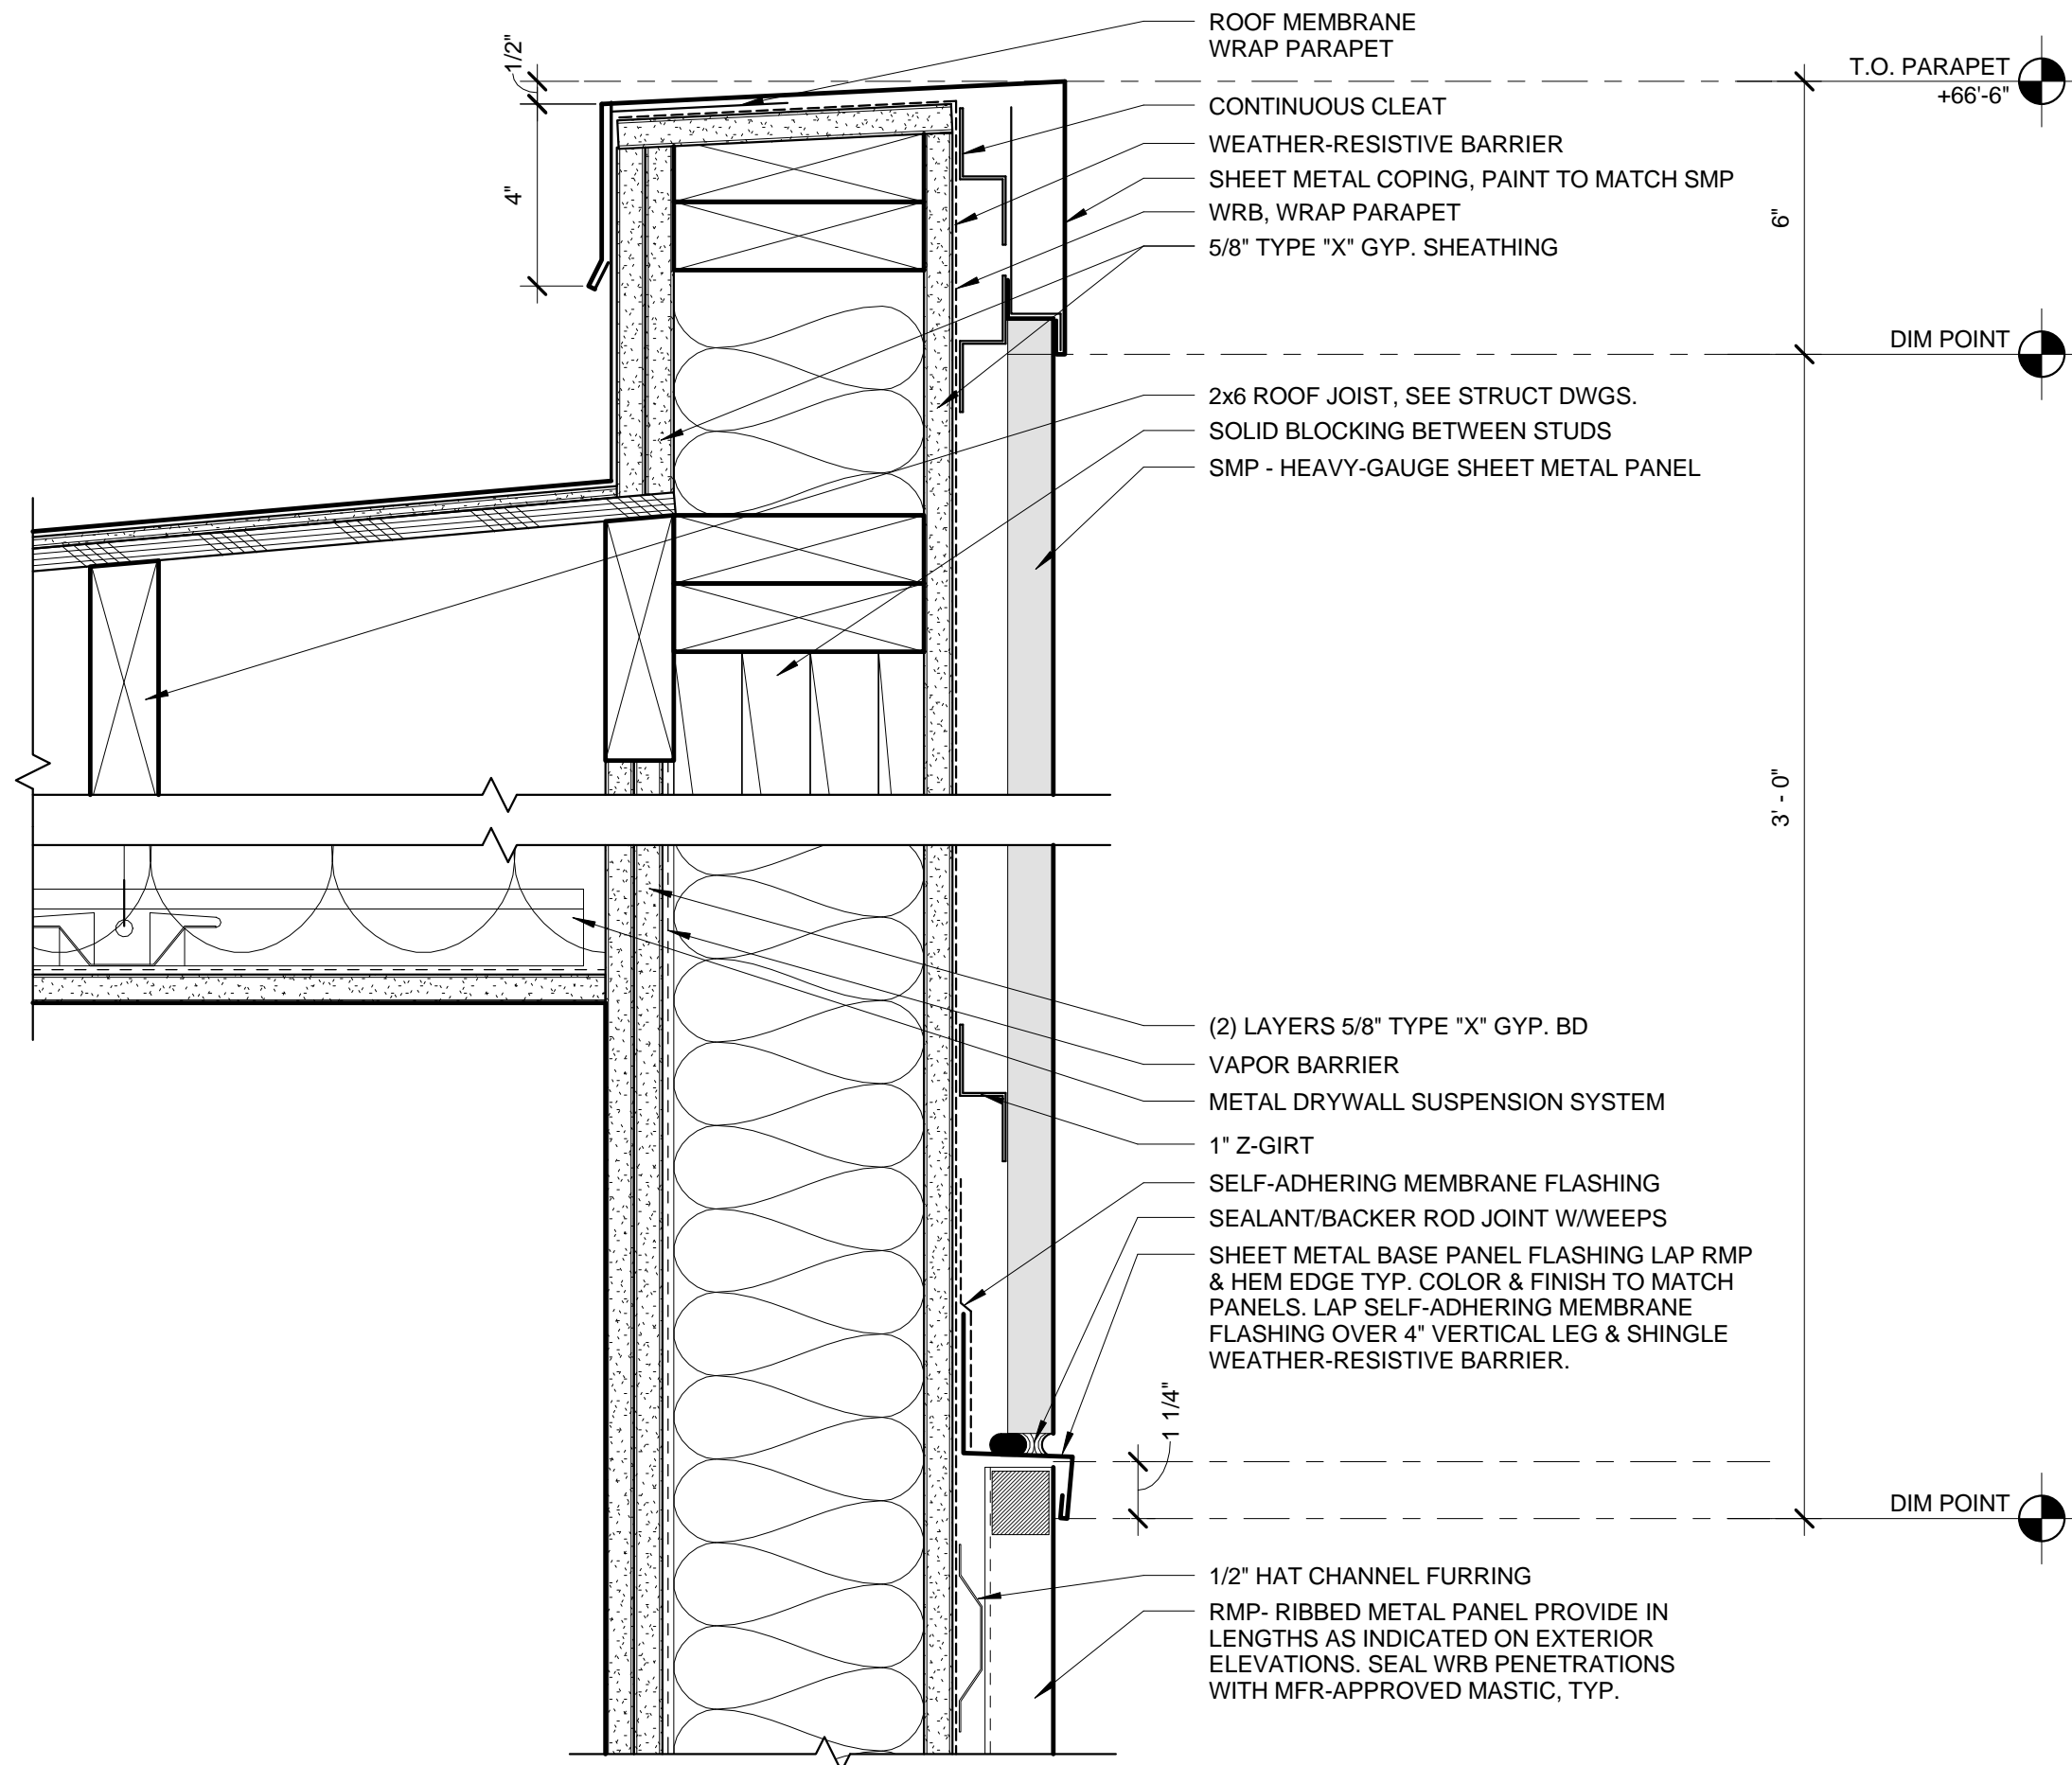 ROOF MEMBRANE
WRAP PARAPET
1/2"
T.O. PARAPET
+66'-6"
CONTINUOUS CLEAT
WEATHER-RESISTIVE BARRIER
SHEET METAL COPING, PAINT TO MATCH SMP
4"
WRB, WRAP PARAPET
6"
5/8" TYPE "X" GYP. SHEATHING
DIM POINT
2x6 ROOF JOIST, SEE STRUCT DWGS.
SOLID BLOCKING BETWEEN STUDS
SMP - HEAVY-GAUGE SHEET METAL PANEL
3' - 0"
(2) LAYERS 5/8" TYPE "X" GYP. BD
VAPOR BARRIER
METAL DRYWALL SUSPENSION SYSTEM
1" Z-GIRT
SELF-ADHERING MEMBRANE FLASHING
SEALANT/BACKER ROD JOINT W/WEEPS
SHEET METAL BASE PANEL FLASHING LAP RMP
& HEM EDGE TYP. COLOR & FINISH TO MATCH
PANELS. LAP SELF-ADHERING MEMBRANE
FLASHING OVER 4" VERTICAL LEG & SHINGLE
WEATHER-RESISTIVE BARRIER.
1 1/4"
DIM POINT
1/2" HAT CHANNEL FURRING
RMP- RIBBED METAL PANEL PROVIDE IN
LENGTHS AS INDICATED ON EXTERIOR
ELEVATIONS. SEAL WRB PENETRATIONS
WITH MFR-APPROVED MASTIC, TYP.